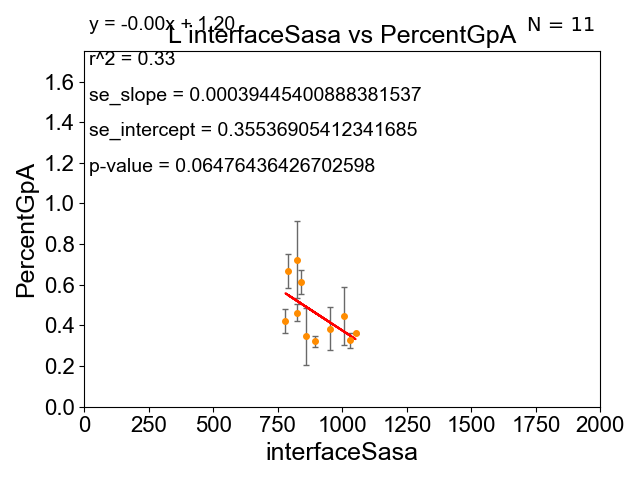 y = -0.00x + 1.20
L interfaceSasa vs PercentGpA
N = 11
r^2 = 0.33
se_slope = 0.00039445400888381537
se_intercept = 0.35536905412341685
p-value = 0.06476436426702598
PercentGpA
1.6
1.4
1.2
1.0
0.8
0.6
0.4
0.2
0.0
0 250 500 750 1000 1250 1500 1750 2000
interfaceSasa